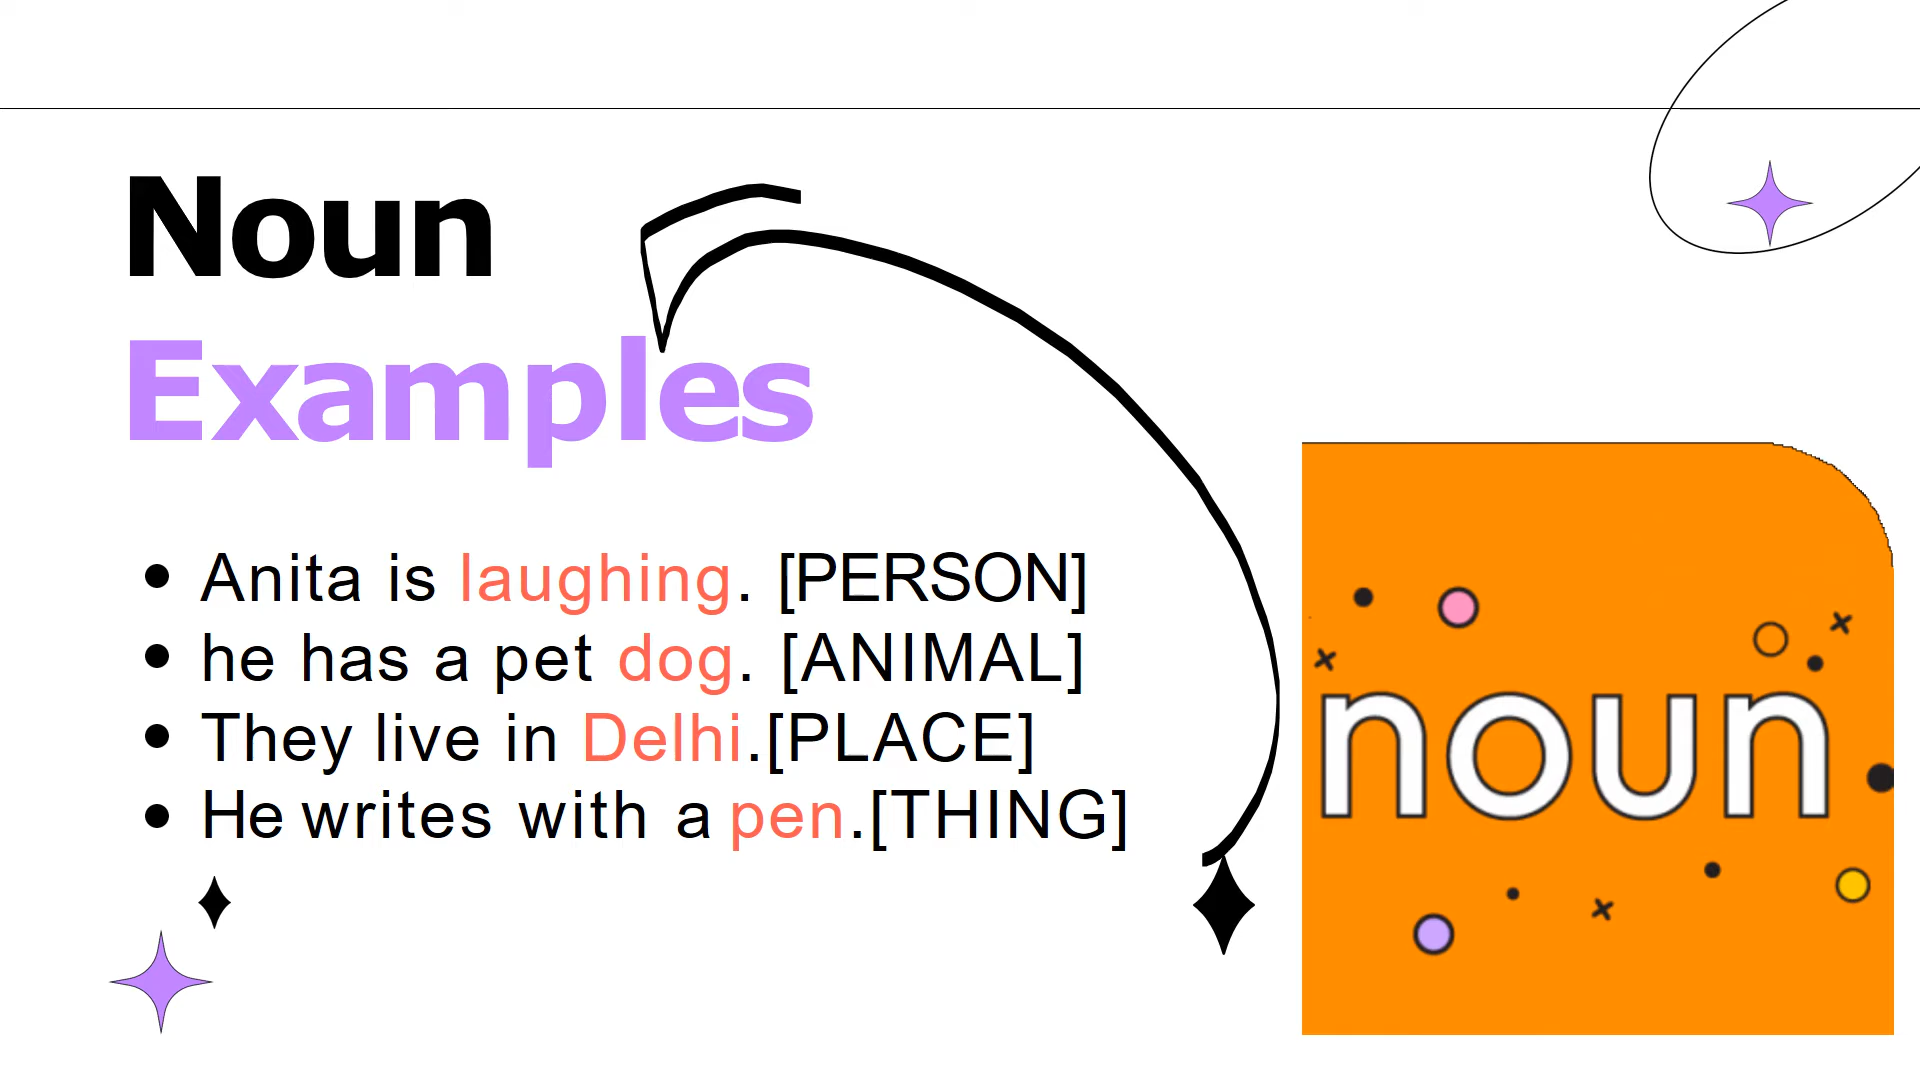 Noun
Examples
Anita is laughing. [PERSON]
he has a pet dog. [ANIMAL]
They live in Delhi.[PLACE]
He writes with a pen.[THING]
noun